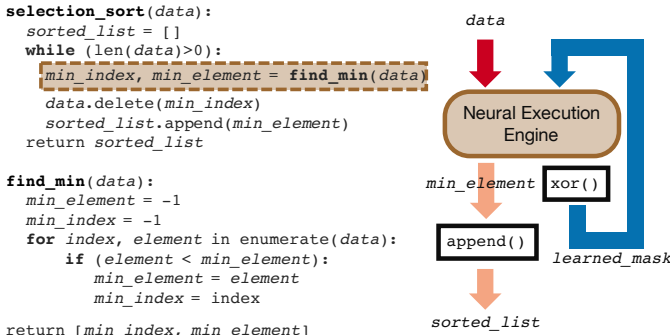 selection_sort(data):
sorted_list = []
while (len(data)>0):
min_index, min_element = find_min(data)
data.delete(min_index)
sorted_list.append(min_element)
return sorted_list
find_min(data):
min_element = -1
min_index = -1
for index, element in enumerate(data):
if (element < min_element):
min_element = element
min_index = index
return [min_index, min_element]
data
Neural Execution
Engine
min_element
xor()
append()
learned_mask
sorted_list